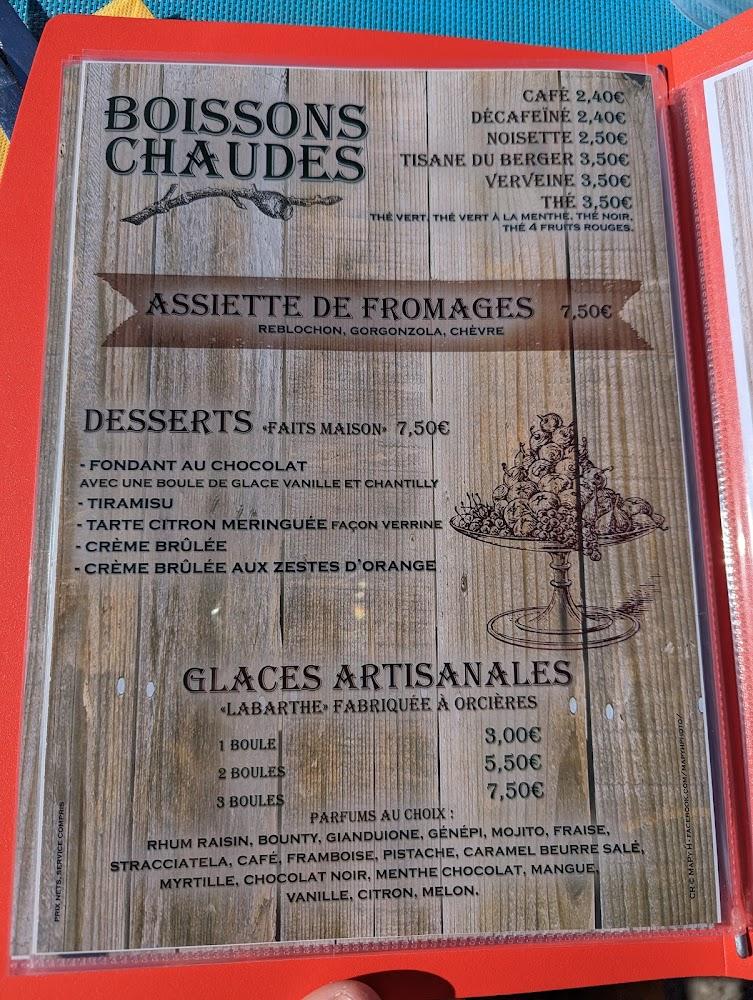 BOISSONS
CHAUDES
CAFÉ 2,40€
DÉCAFEÏNÉ 2,40€
NOISETTE 2,50€
TISANE DU BERGER 3,50€
VERVEINE 3,50€
THÉ 3,50€
THÉ VERT, THÉ VERT À LA MENTHE, THÉ NOIR,
THÉ 4 FRUITS ROUGES.
ASSIETTE DE FROMAGES 7,50€
REBLOCHON, GORGONZOLA, CHÈVRE
DESSERTS «FAITS MAISON» 7,50€
- FONDANT AU CHOCOLAT
AVEC UNE BOULE DE GLACE VANILLE ET CHANTILLY
- TIRAMISU
- TARTE CITRON MERINGUÉE FAÇON VERRINE
- CRÈME BRÛLÉE
- CRÈME BRÛLÉE AUX ZESTES D'ORANGE
GLACES ARTISANALES
«LABARTHE» FABRIQUÉE À ORCIÈRES
1 BOULE 3,00€
2 BOULES 5,50€
3 BOULES 7,50€
PARFUMS AU CHOIX :
RHUM RAISIN, BOUNTY, GIANDUIONE, GÉNÉPI, MOJITO, FRAISE,
STRACCIATELA, CAFÉ, FRAMBOISE, PISTACHE, CARAMEL BEURRE SALÉ,
MYRTILLE, CHOCOLAT NOIR, MENTHE CHOCOLAT, MANGUE,
VANILLE, CITRON, MELON.
PRIX NETS, SERVICE COMPRIS
CR © MAPY H - FACEBOOK.COM/MAPYHPHOTO/